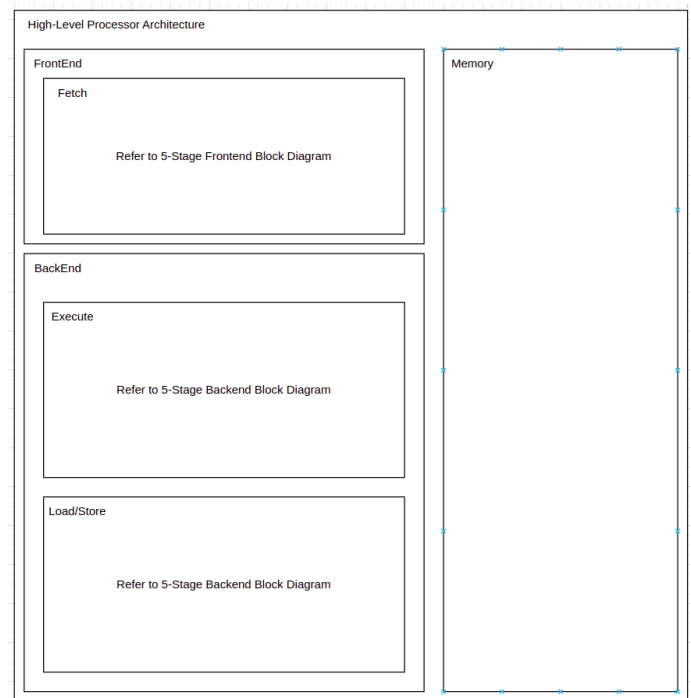 High-Level Processor Architecture
FrontEnd
Fetch
Refer to 5-Stage Frontend Block Diagram
BackEnd
Execute
Refer to 5-Stage Backend Block Diagram
Load/Store
Refer to 5-Stage Backend Block Diagram
Memory